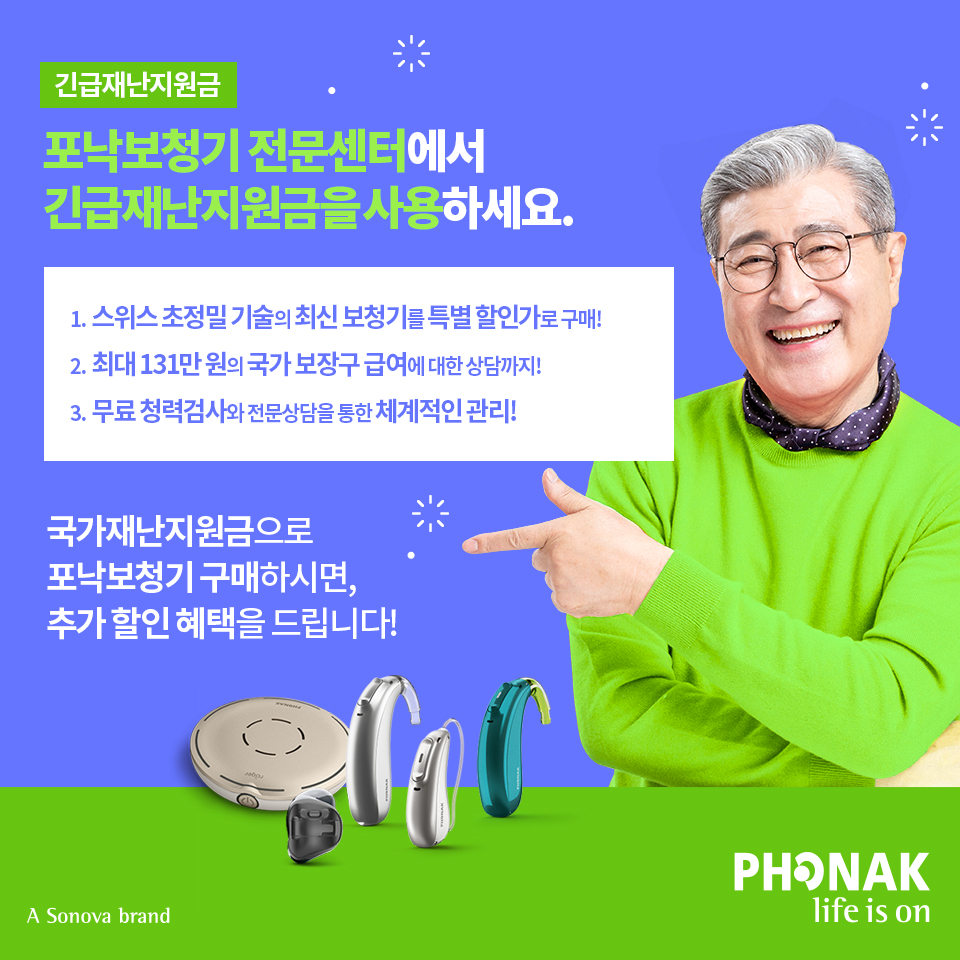 긴급재난지원금
포낙보청기 전문센터에서
긴급재난지원금을 사용하세요.
1. 스위스 초정밀 기술의 최신 보청기를 특별 할인가로 구매!
2. 최대 131만 원의 국가 보장구 급여에 대한 상담까지!
3. 무료 청력검사와 전문상담을 통한 체계적인 관리!
국가재난지원금으로
포낙보청기 구매하시면,
추가 할인 혜택을 드립니다!
PHONAK
roger
PHONAK
PHONAK
PHONAK
PHONAK
life is on
A Sonova brand